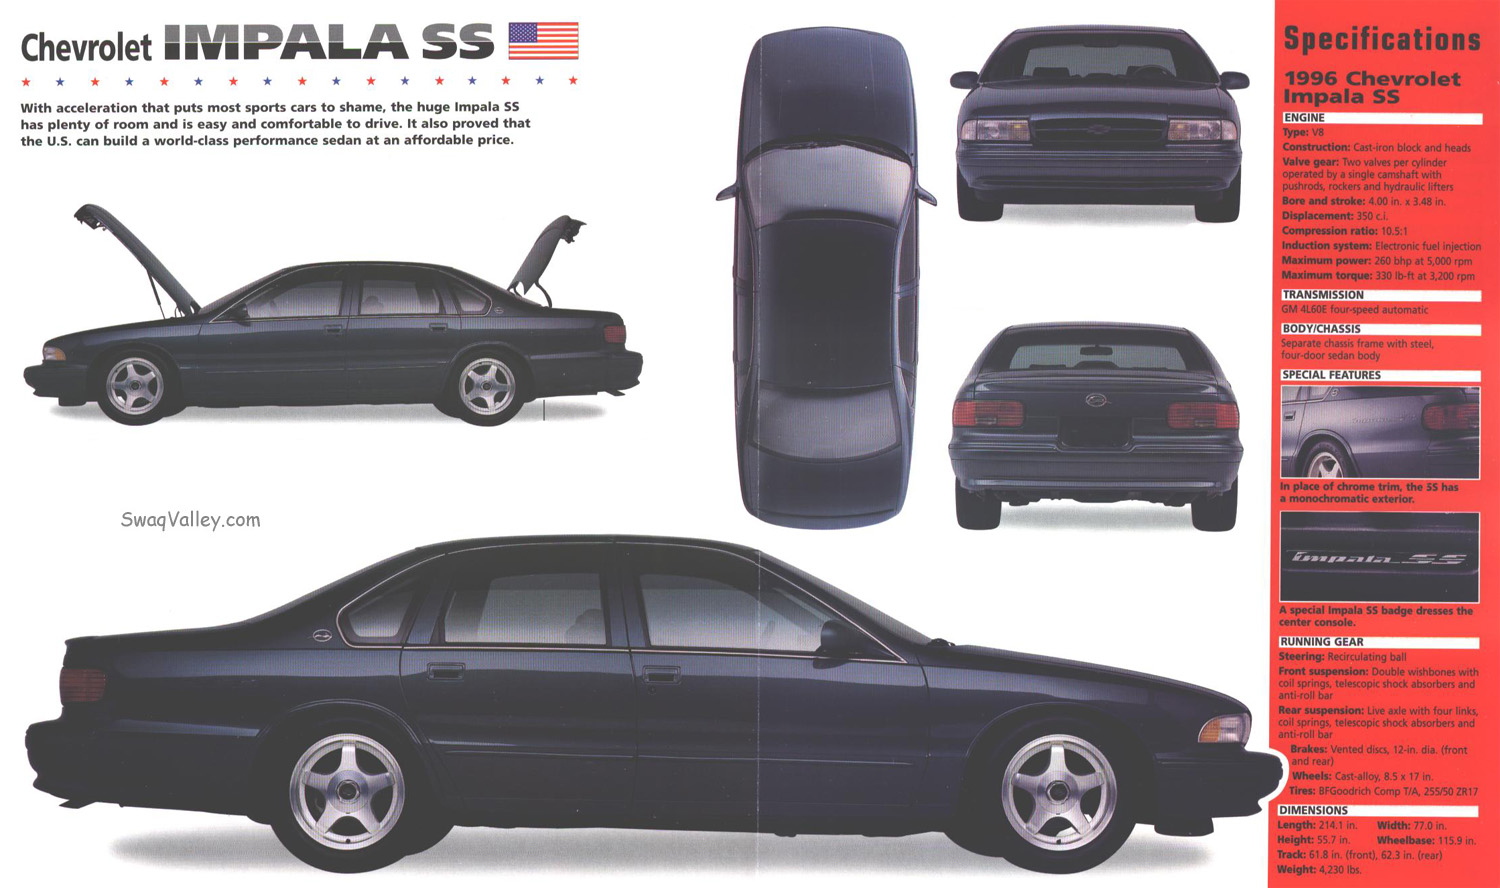 Chevrolet IMPALA SS
With acceleration that puts most sports cars to shame, the huge Impala SS
has plenty of room and is easy and comfortable to drive. It also proved that
the U.S. can build a world-class performance sedan at an affordable price.
SwaqValley.com
Specifications
1996 Chevrolet
Impala SS
ENGINE
Type: V8
Construction: Cast-iron block and heads
Valve gear: Two valves per cylinder
operated by a single camshaft with
pushrods, rockers and hydraulic lifters
Bore and stroke: 4.00 in. x 3.48 in.
Displacement: 350 c.i.
Compression ratio: 10.5:1
Induction system: Electronic fuel injection
Maximum power: 260 bhp at 5,000 rpm
Maximum torque: 330 lb-ft at 3,200 rpm
TRANSMISSION
GM 4L60E four-speed automatic
BODY/CHASSIS
Separate chassis frame with steel,
four-door sedan body
SPECIAL FEATURES
In place of chrome trim, the SS has
a monochromatic exterior.
Impala SS
A special Impala SS badge dresses the
center console.
RUNNING GEAR
Steering: Recirculating ball
Front suspension: Double wishbones with
coil springs, telescopic shock absorbers and
anti-roll bar
Rear suspension: Live axle with four links,
coil springs, telescopic shock absorbers and
anti-roll bar
Brakes: Vented discs, 12-in. dia. (front
and rear)
Wheels: Cast-alloy, 8.5 x 17 in.
Tires: BFGoodrich Comp T/A, 255/50 ZR17
DIMENSIONS
Length: 214.1 in. Width: 77.0 in.
Height: 55.7 in. Wheelbase: 115.9 in.
Track: 61.8 in. (front), 62.3 in. (rear)
Weight: 4,230 lbs.